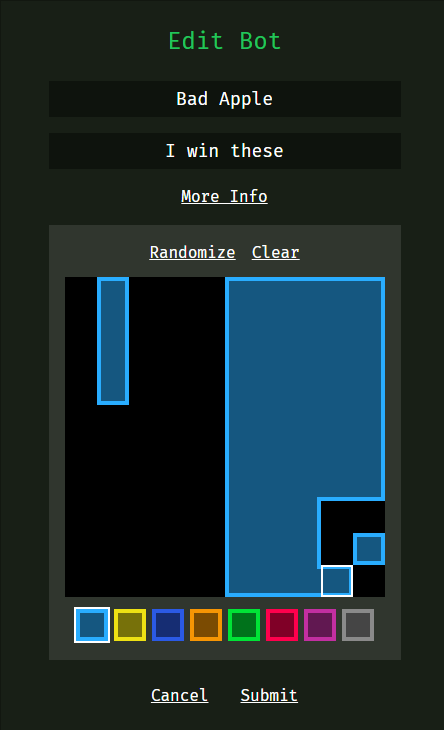 Edit Bot
Bad Apple
I win these
More Info
Randomize Clear
Cancel Submit